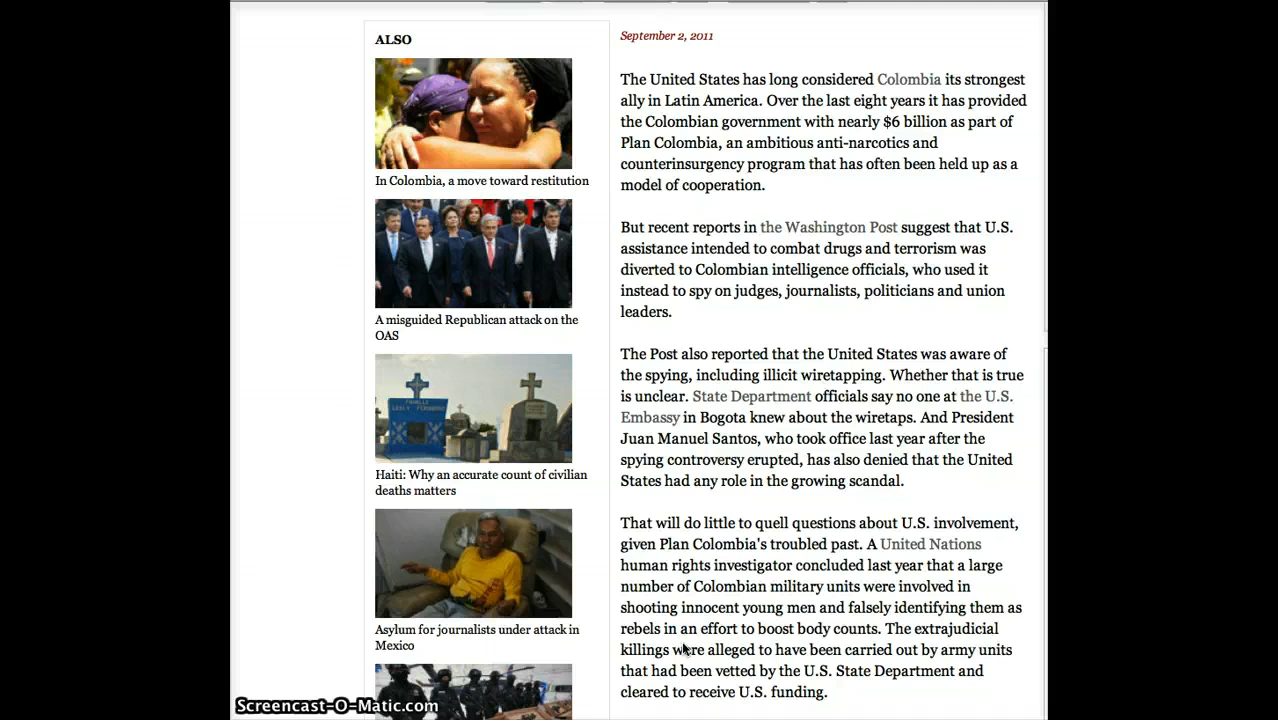 ALSO
In Colombia, a move toward restitution
A misguided Republican attack on the
OAS
Haiti: Why an accurate count of civilian
deaths matters
Asylum for journalists under attack in
Mexico
September 2, 2011
The United States has long considered Colombia its strongest
ally in Latin America. Over the last eight years it has provided
the Colombian government with nearly $6 billion as part of
Plan Colombia, an ambitious anti-narcotics and
counterinsurgency program that has often been held up as a
model of cooperation.
But recent reports in the Washington Post suggest that U.S.
assistance intended to combat drugs and terrorism was
diverted to Colombian intelligence officials, who used it
instead to spy on judges, journalists, politicians and union
leaders.
The Post also reported that the United States was aware of
the spying, including illicit wiretapping. Whether that is true
is unclear. State Department officials say no one at the U.S.
Embassy in Bogota knew about the wiretaps. And President
Juan Manuel Santos, who took office last year after the
spying controversy erupted, has also denied that the United
States had any role in the growing scandal.
That will do little to quell questions about U.S. involvement,
given Plan Colombia's troubled past. A United Nations
human rights investigator concluded last year that a large
number of Colombian military units were involved in
shooting innocent young men and falsely identifying them as
rebels in an effort to boost body counts. The extrajudicial
killings were alleged to have been carried out by army units
that had been vetted by the U.S. State Department and
cleared to receive U.S. funding.
Screencast-O-Matic.com